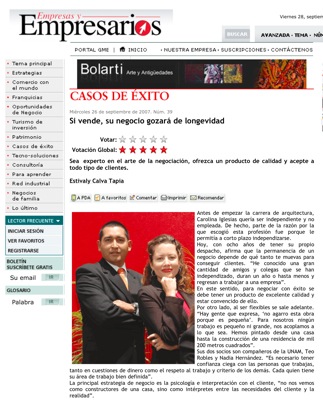 Empresas y
Empresarios
Viernes 28, septiem
BUSCAR
AVANZADA · TEMA · NÚM
PORTAL QME | INICIO
NUESTRA EMPRESA · SUSCRIPCIONES · CONTÁCTENOS
Tema principal
Estrategias
Comercio con el mundo
Franquicias
Oportunidades de Negocio
Turismo de inversión
Patrimonio
Casos de éxito
Tecno-soluciones
Consultoría
Para aprender
Red industrial
Negocios de familia
Lo último
LECTOR FRECUENTE
INICIAR SESIÓN
VER FAVORITOS
REGISTRARSE
BOLETÍN
SUSCRIBETE GRATIS
Su email
GLOSARIO
Palabra
Bolarti Arte y Antigüedades
CASOS DE ÉXITO
Miércoles 26 de septiembre de 2007. Núm. 39
Si vende, su negocio gozará de longevidad
Votar:
Votación Global:
Sea experto en el arte de la negociación, ofrezca un producto de calidad y acepte a
todo tipo de clientes.
Estivaly Calva Tapia
A PDA A favoritos Comentar Imprimir Recomendar
Antes de empezar la carrera de arquitectura,
Carolina Iglesias quería ser independiente y no
empleada. De hecho, parte de la razón por la
que escogió esta profesión fue porque le
permitía a corto plazo independizarse.
Hoy, con ocho años de tener su propio
despacho, afirma que la permanencia de un
negocio depende de qué tanto te muevas para
conseguir clientes. "He conocido una gran
cantidad de amigos y colegas que se han
independizado, duran un año o hasta menos y
regresan a trabajar a una empresa".
En este sentido, para negociar con éxito se
debe tener un producto de excelente calidad y
estar convencido de ello.
Por otro lado, al ser flexibles se sale adelante.
"Hay gente que expresa, 'no agarro esta obra
porque es pequeña'. Para nosotros ningún
trabajo es pequeño ni grande, nos acoplamos a
lo que sea. Hemos pintado desde una casa
hasta la construcción de una residencia de mil
200 metros cuadrados".
Sus dos socios son compañeros de la UNAM, Teo
Robles y Nadia Hernández. "Es necesario tener
confianza ciega con las personas que trabajas,
tanto en cuestiones de dinero como el respeto al trabajo y criterio de los demás. Cada quien tiene
su área de trabajo bien definida".
La principal estrategia de negocio es la psicología e interpretación con el cliente, "no nos vemos
como constructores de una casa, sino como intérpretes entre las necesidades del cliente y la
realidad".